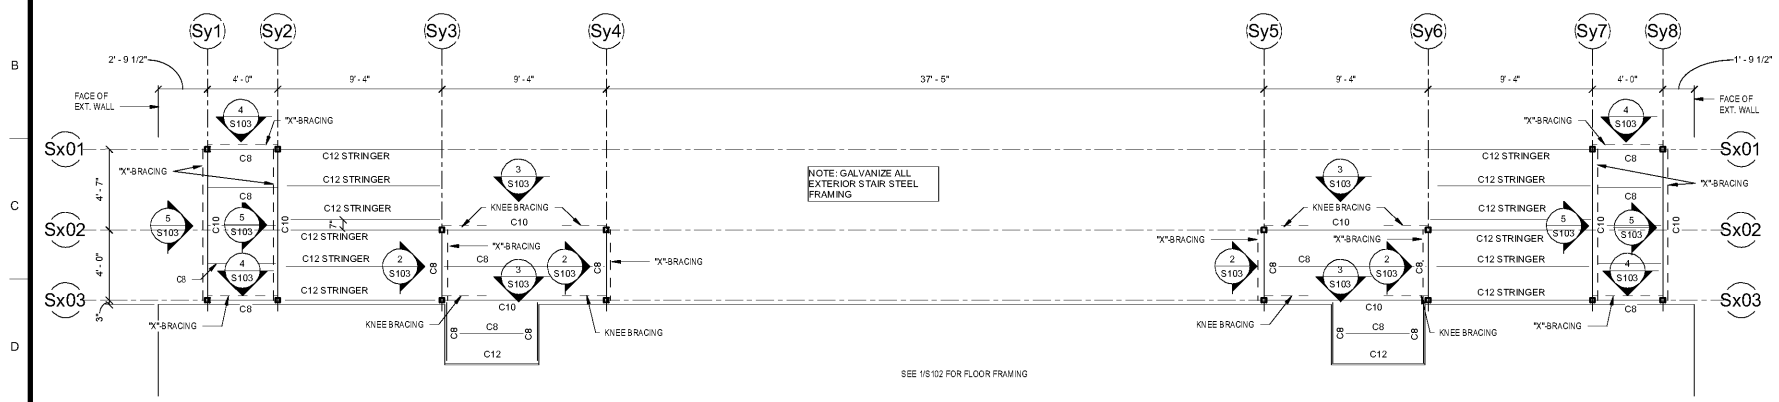 Sy1 Sy2 Sy3 Sy4 Sy5 Sy6 Sy7 Sy8
B
2' - 9 1/2" 4' - 0" 9' - 4" 9' - 4" 37' - 5" 9' - 4" 9' - 4" 4' - 0" 1' - 9 1/2"
FACE OF
EXT. WALL
4
S103
"X"-BRACING
4
S103
"X"-BRACING
FACE OF
EXT. WALL
Sx01 C8 C12 STRINGER C12 STRINGER C8 Sx01
"X"-BRACING
4' - 7"
C8
C12 STRINGER
3
S103
NOTE: GALVANIZE ALL
EXTERIOR STAIR STEEL
FRAMING
3
S103
C12 STRINGER
C8
"X"-BRACING
C
5
S103
C10
5
S103
C10
C12 STRINGER
7"
KNEE BRACING
C10
KNEE BRACING
C10
C12 STRINGER
5
S103
C10
5
S103
C10
Sx02 C12 STRINGER C12 STRINGER Sx02
4' - 0"
C8
4
S103
C12 STRINGER
2
S103
C8
"X"-BRACING
C8
3
S103
2
S103
C8
"X"-BRACING
"X"-BRACING
2
S103
C8
C8
3
S103
"X"-BRACING
2
S103
C8
C12 STRINGER
C8
4
S103
Sx03 C12 STRINGER C12 STRINGER Sx03
3"
"X"-BRACING
C8
KNEE BRACING
C10
KNEE BRACING
KNEE BRACING
C10
KNEE BRACING
"X"-BRACING
C8
C8 C8 C8
C12
C8 C8 C8
C12
D
SEE 1/S102 FOR FLOOR FRAMING